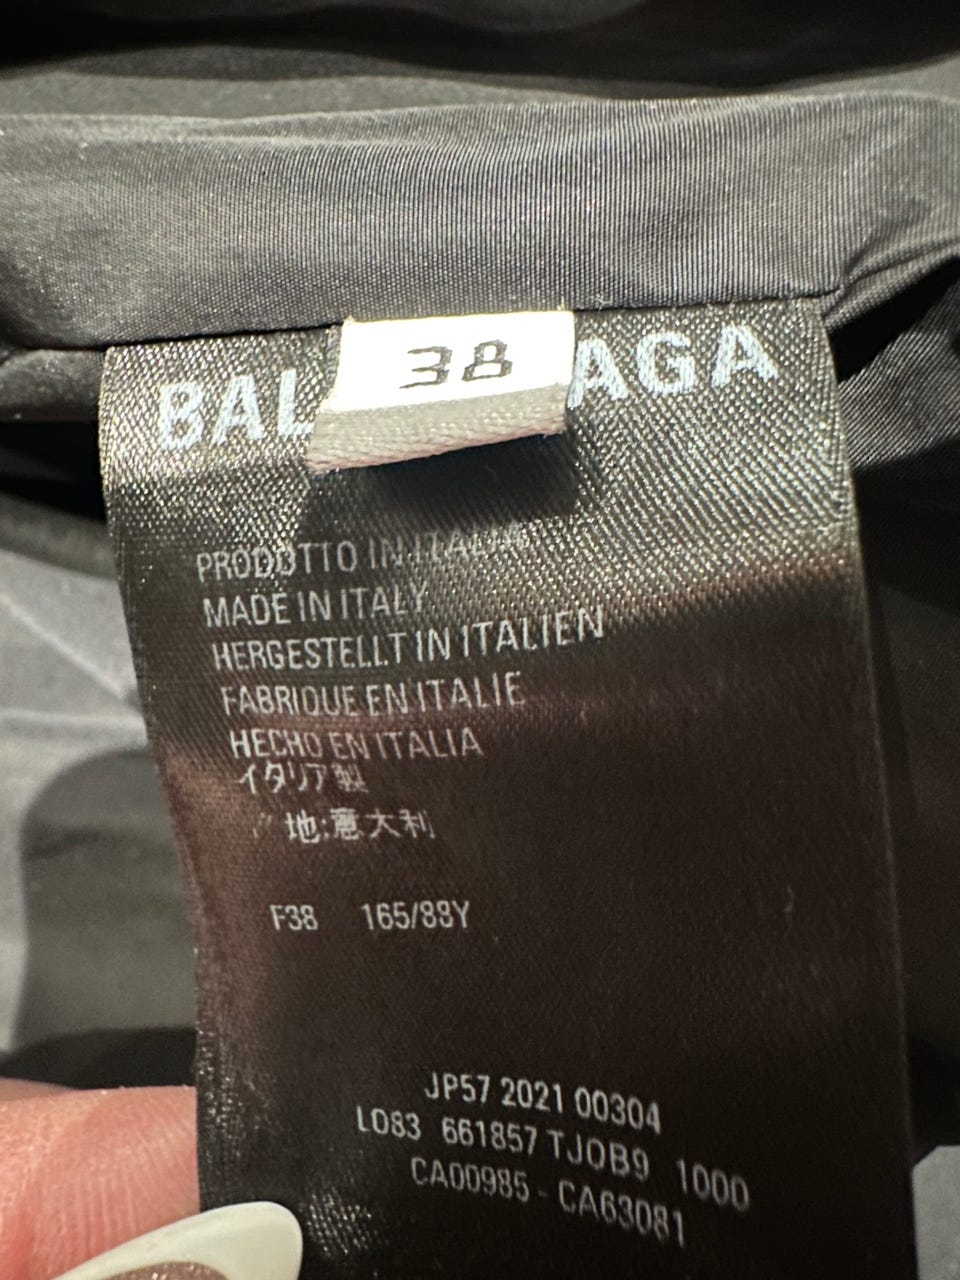 38
BAL AGA
PRODOTTO IN ITALIA
MADE IN ITALY
HERGESTELLT IN ITALIEN
FABRIQUE EN ITALIE
HECHO EN ITALIA
イタリア製
地:意大利
F38 165/88Y
JP57 2021 00304
LO83 661857 TJOB9 1000
CA00985 - CA63081